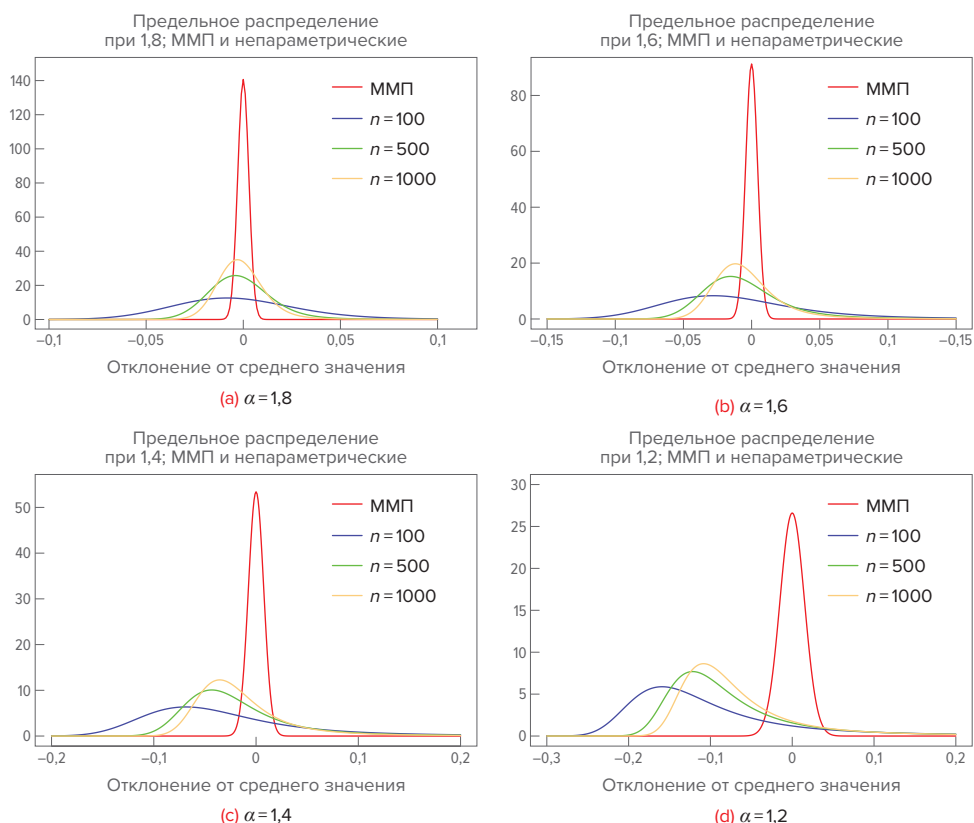 Предельное распределение
при 1,8; ММП и непараметрические
140
120
100
80
60
40
20
0
ММП
n = 100
n = 500
n = 1000
–0,1
–0,05
0
0,05
0,1
Отклонение от среднего значения
(a) α = 1,8
Предельное распределение
при 1,6; ММП и непараметрические
80
60
40
20
0
ММП
n = 100
n = 500
n = 1000
–0,15
–0,1
–0,05
0
0,05
0,1
–0,15
Отклонение от среднего значения
(b) α = 1,6
Предельное распределение
при 1,4; ММП и непараметрические
50
40
30
20
10
0
ММП
n = 100
n = 500
n = 1000
–0,2
–0,1
0
0,1
0,2
Отклонение от среднего значения
(c) α = 1,4
Предельное распределение
при 1,2; ММП и непараметрические
30
25
20
15
10
5
0
ММП
n = 100
n = 500
n = 1000
–0,3
–0,2
–0,1
0
0,1
0,2
Отклонение от среднего значения
(d) α = 1,2